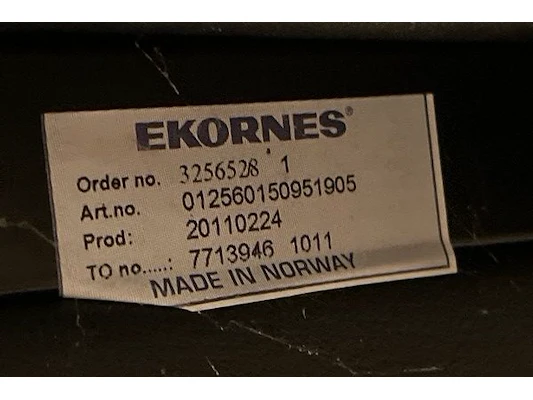 EKORNES®
Order no. 3256528 1
Art.no. 012560150951905
Prod: 20110224
TO no.....: 7713946 1011
MADE IN NORWAY